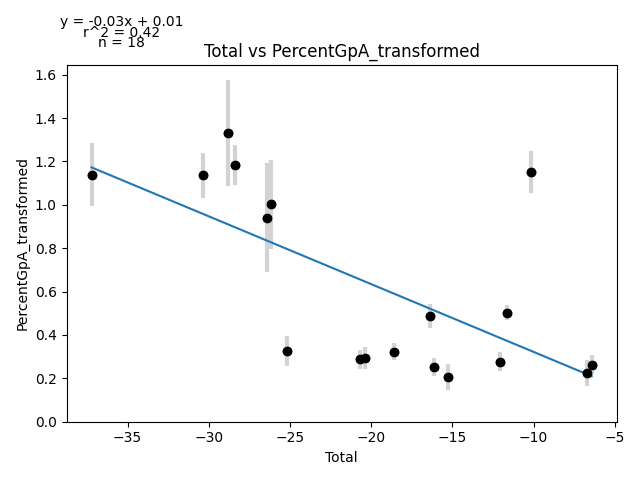 y = -0.03x + 0.01
r^2 = 0.42
n = 18
Total vs PercentGpA_transformed
PercentGpA_transformed
1.6
1.4
1.2
1.0
0.8
0.6
0.4
0.2
0.0
−35 −30 −25 −20 −15 −10 −5
Total